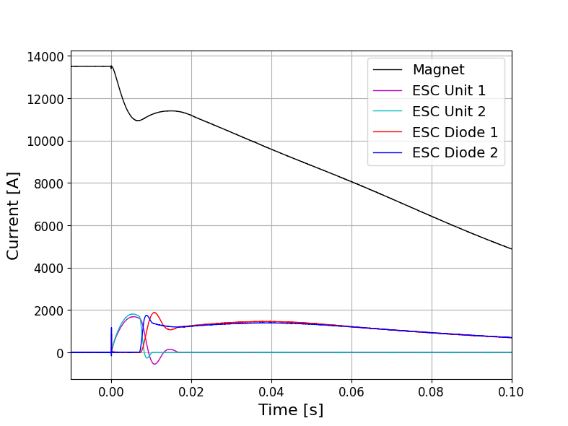 14000
12000
10000
8000
6000
4000
2000
0
Current [A]
Magnet
ESC Unit 1
ESC Unit 2
ESC Diode 1
ESC Diode 2
0.00 0.02 0.04 0.06 0.08 0.10
Time [s]